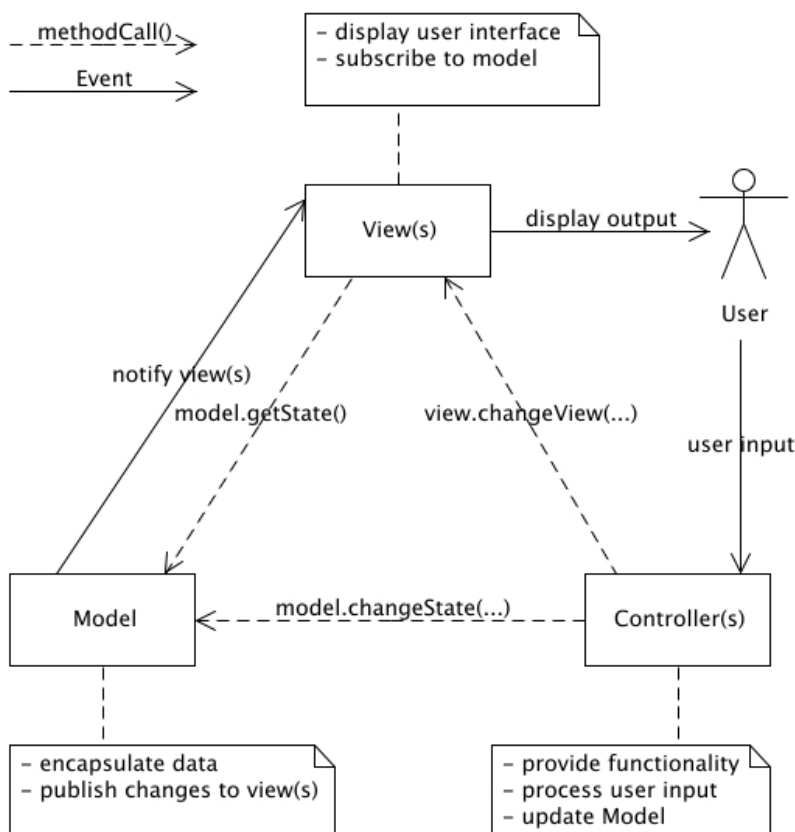 methodCall()
Event
– display user interface
– subscribe to model
View(s)
display output
User
notify view(s)
model.getState()
view.changeView(...)
user input
Model
model.changeState(...)
Controller(s)
– encapsulate data
– publish changes to view(s)
– provide functionality
– process user input
– update Model